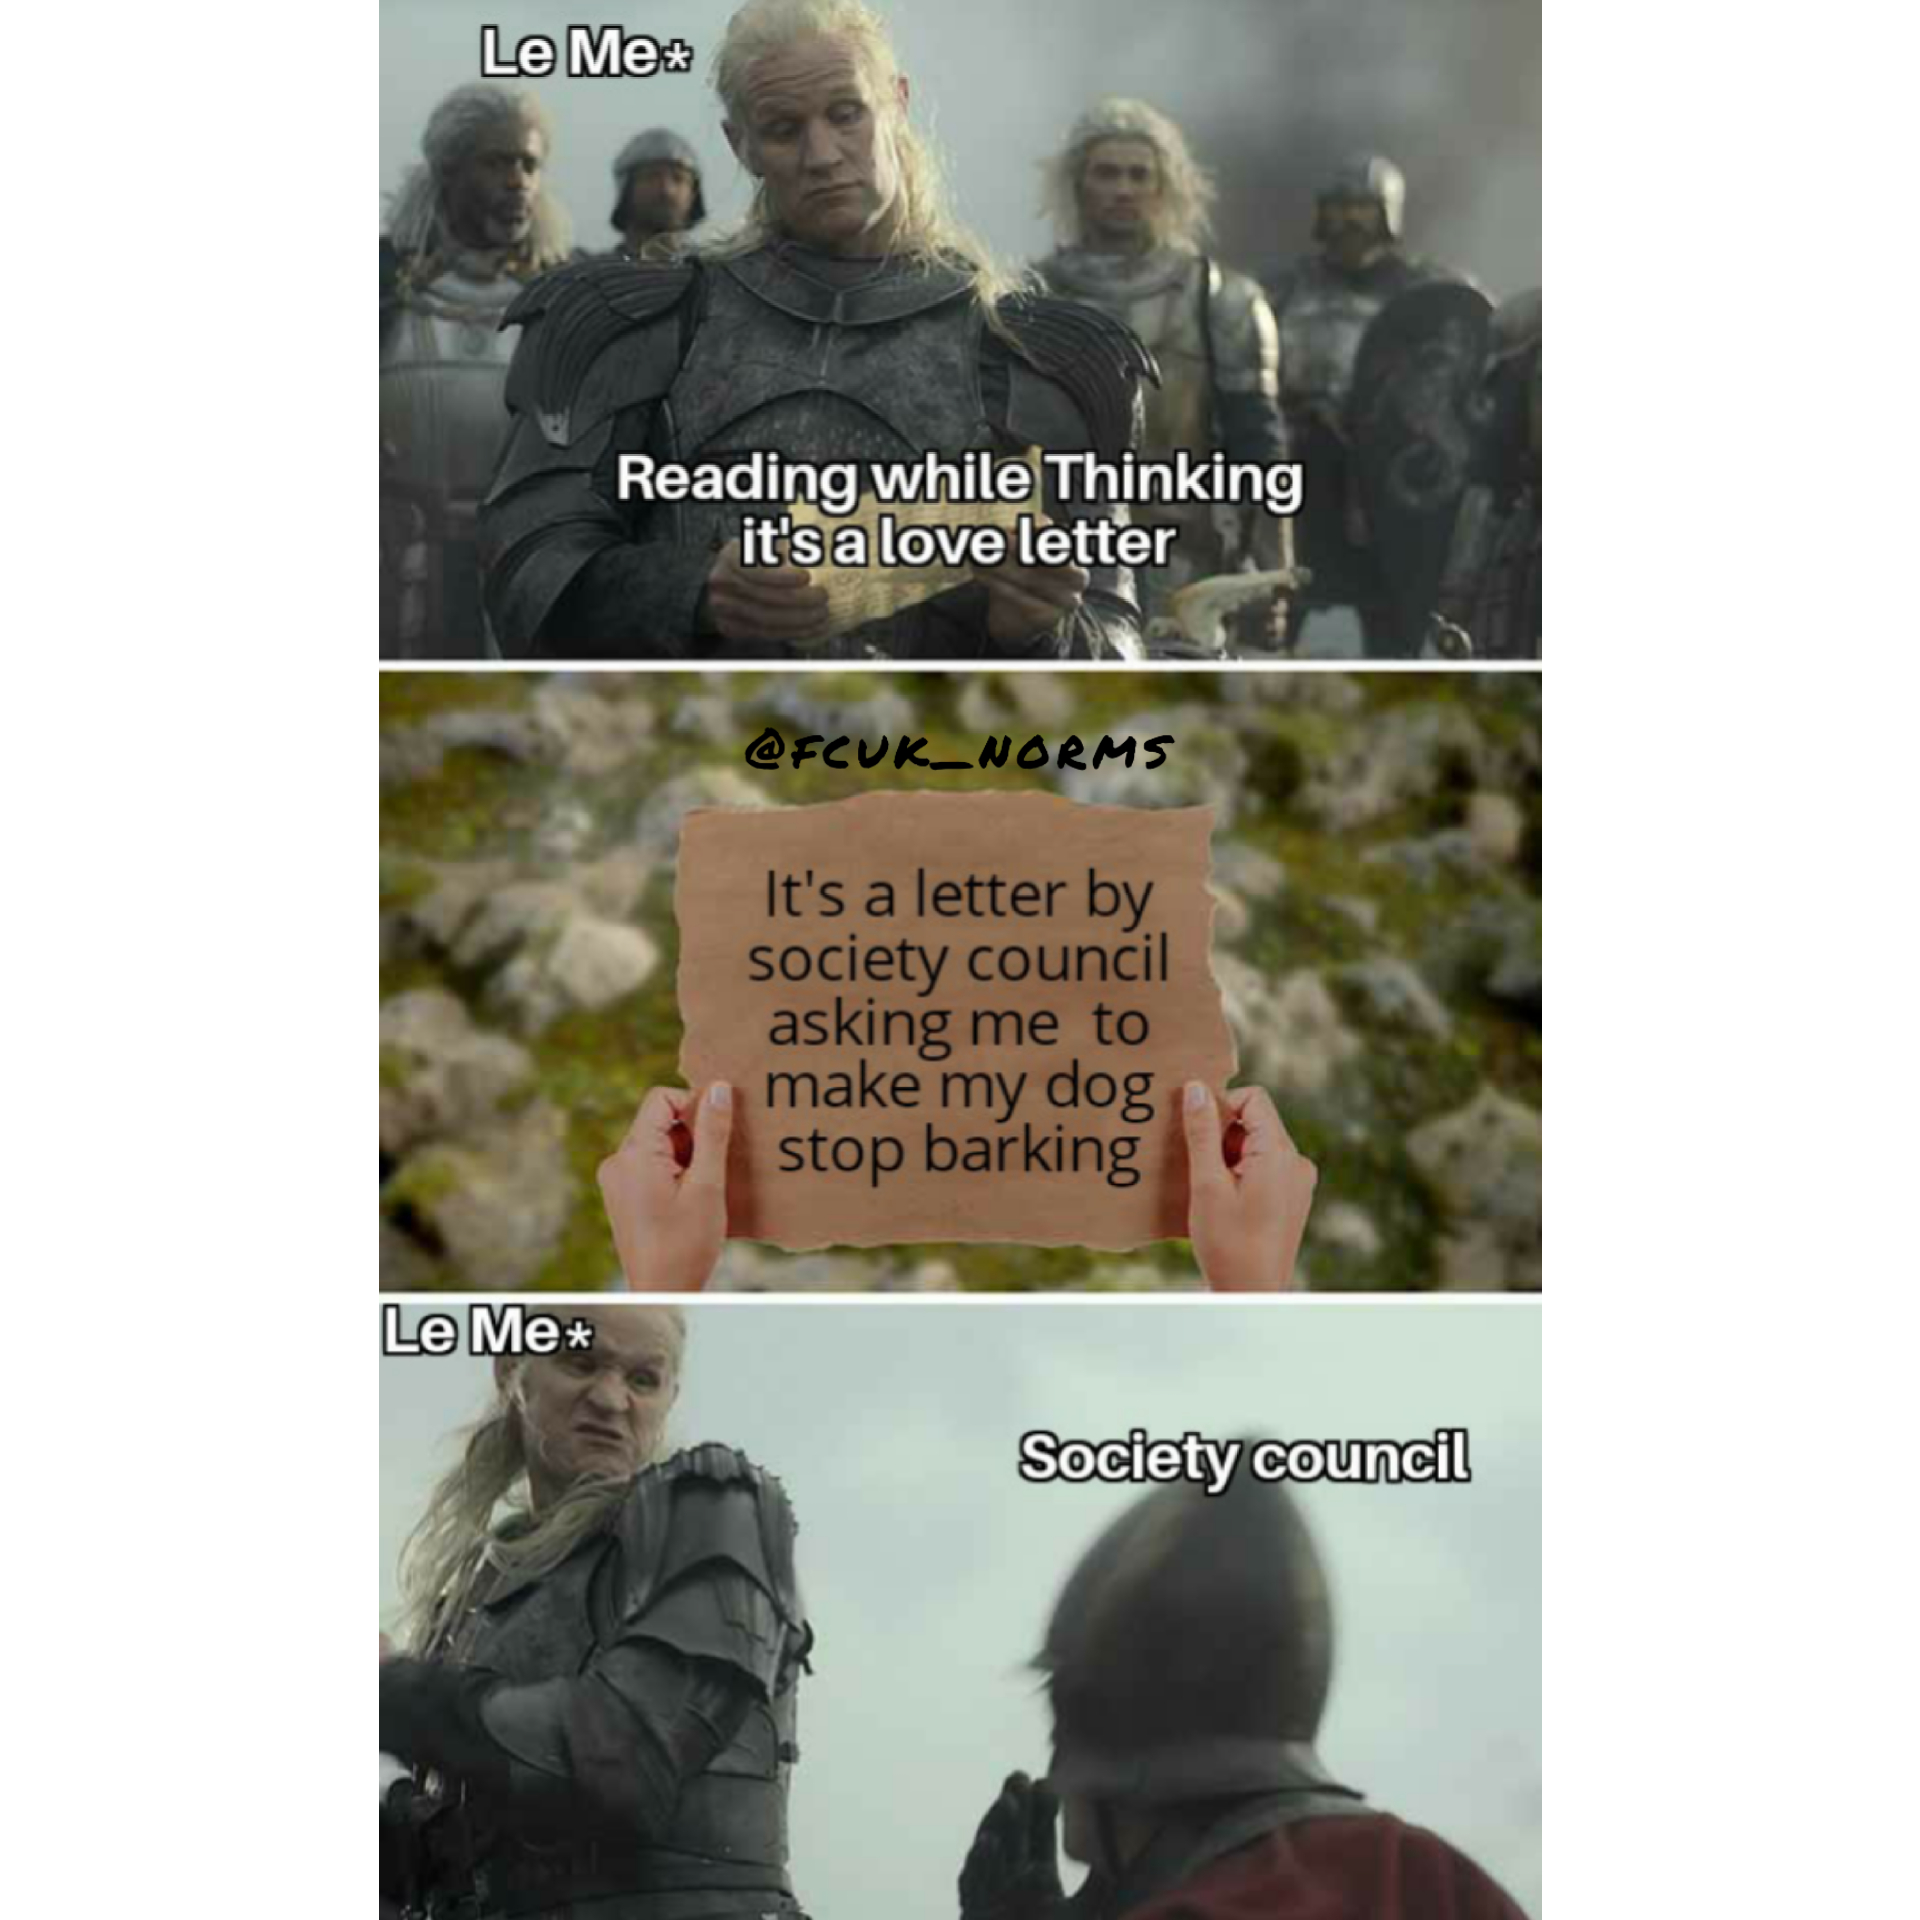 Le Me*
Reading while Thinking
it's a love letter
@FCUK_NORMS
It's a letter by
society council
asking me  to
make my dog
stop barking
Le Me*
Society council